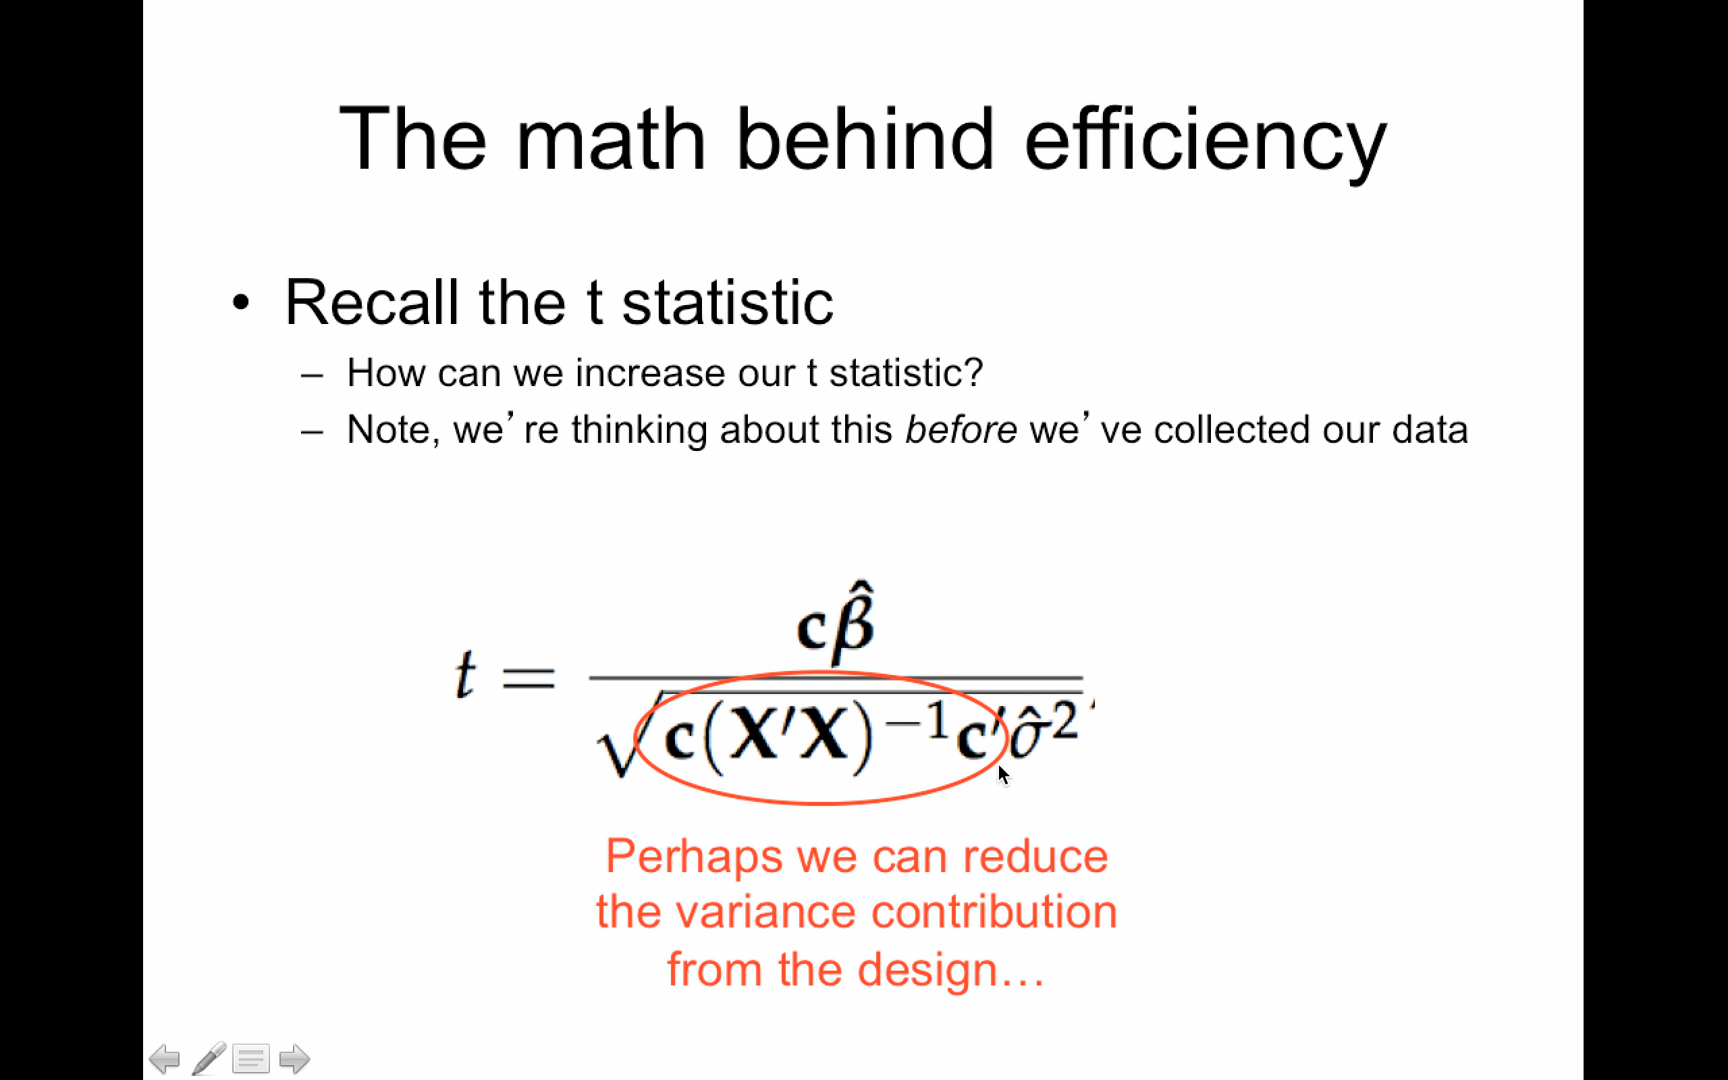 The math behind efficiency
• Recall the t statistic
– How can we increase our t statistic?
– Note, we’re thinking about this before we’ve collected our data
cβ̂
t =
√c(X′X)⁻¹c′σ̂²,
Perhaps we can reduce
the variance contribution
from the design…